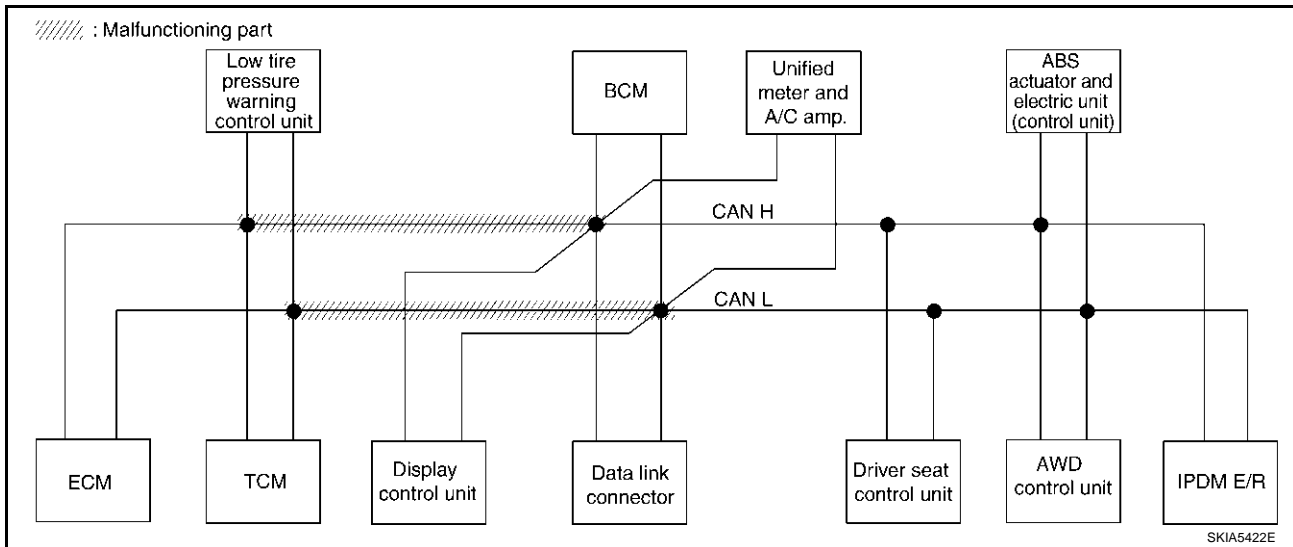 : Malfunctioning part
Low tire
pressure
warning
control unit
BCM
Unified
meter and
A/C amp.
ABS
actuator and
electric unit
(control unit)
CAN H
CAN L
ECM
TCM
Display
control unit
Data link
connector
Driver seat
control unit
AWD
control unit
IPDM E/R
SKIA5422E